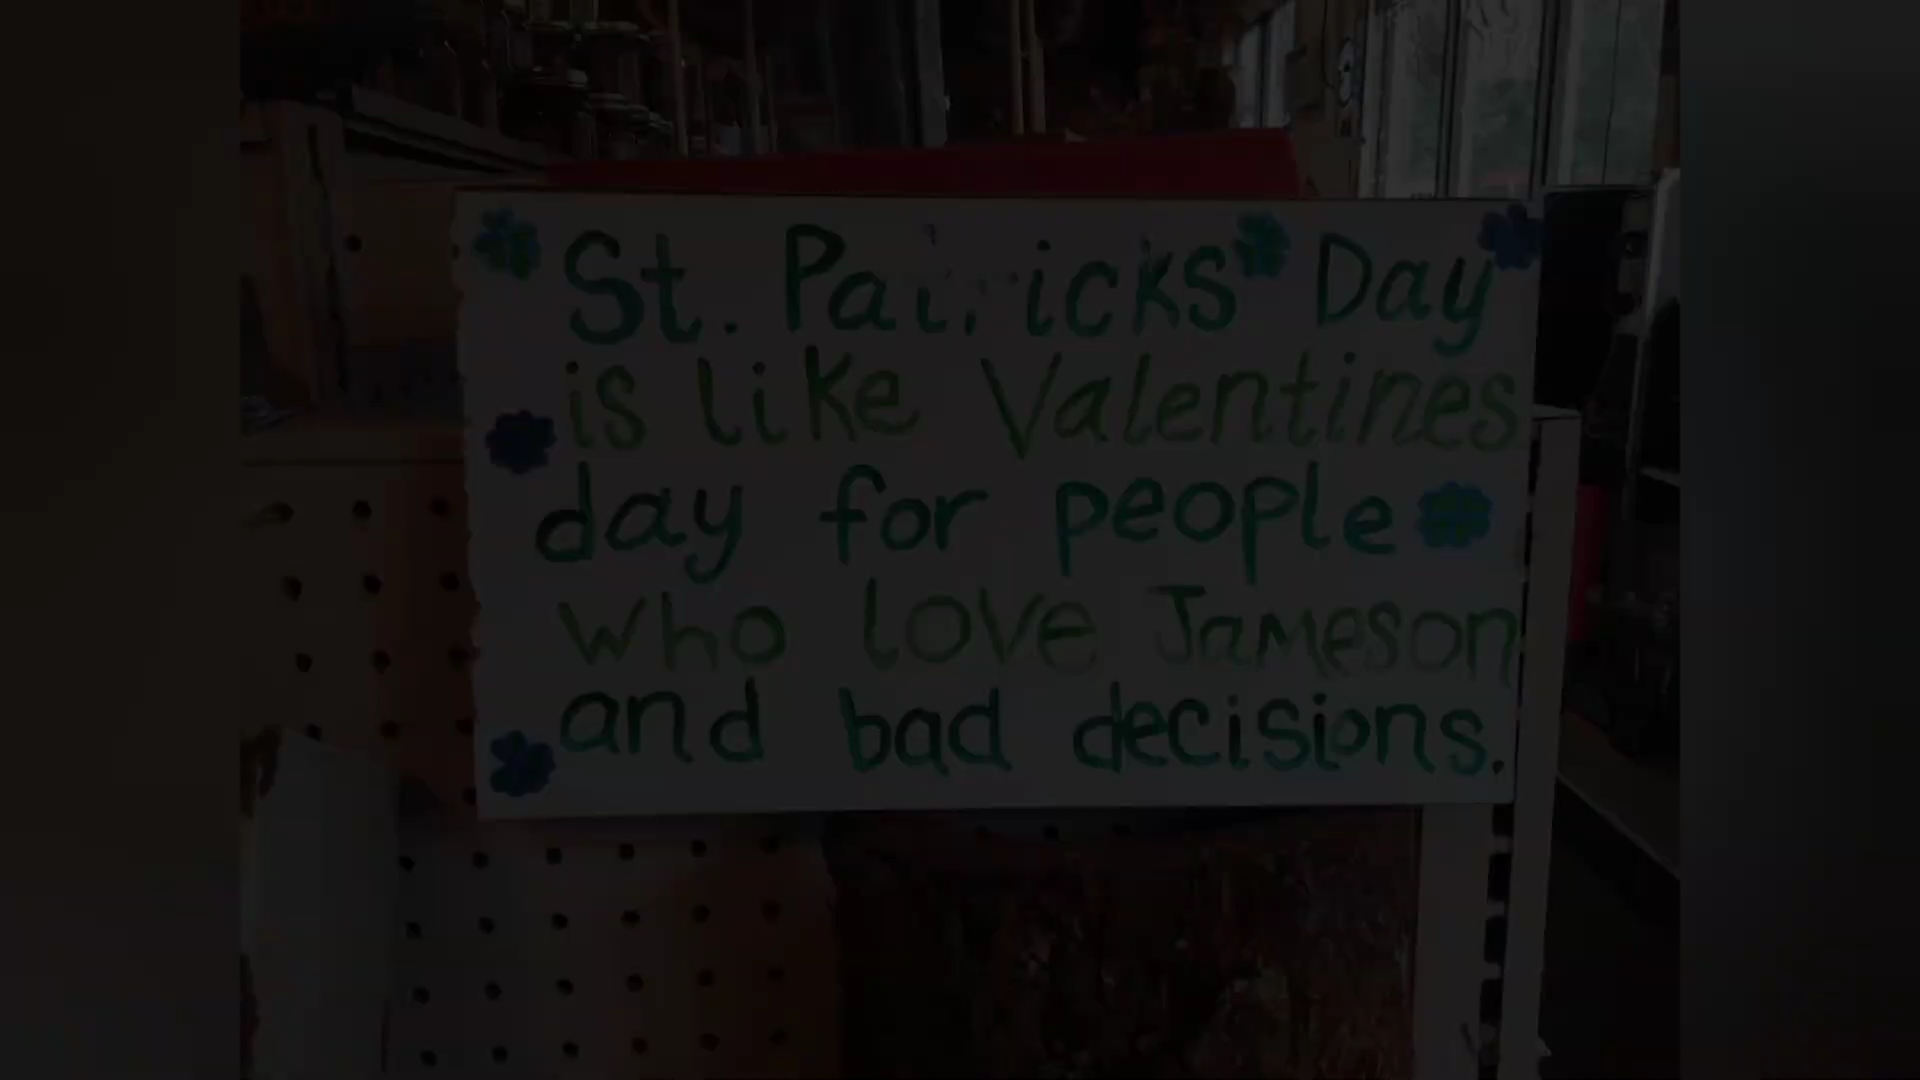 St. Patricks Day
is like Valentines
day for people
who love Jameson
and bad decisions.